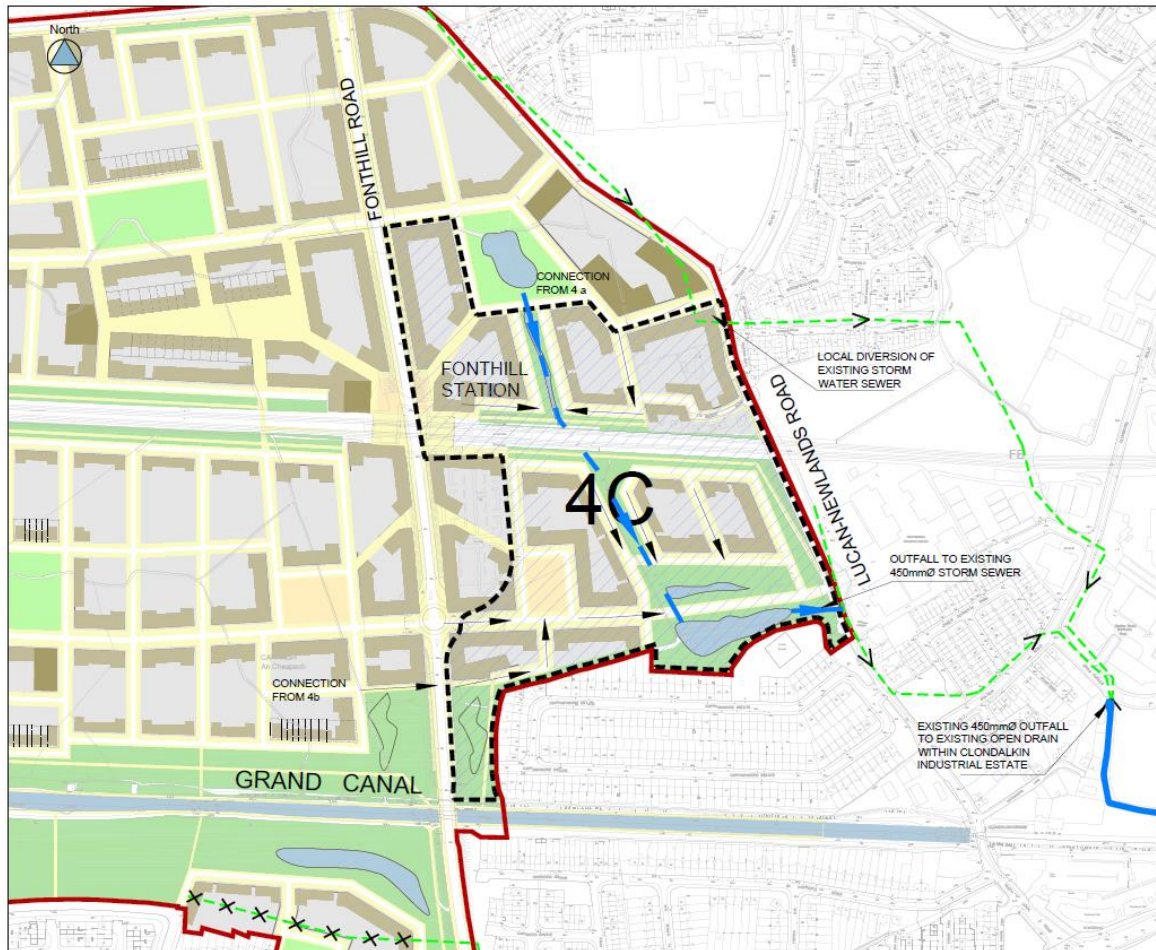 North
FONTHILL ROAD
CONNECTION
FROM 4 a
LOCAL DIVERSION OF
EXISTING STORM
WATER SEWER
FONTHILL
STATION
LUCAN-NEWLANDS ROAD
4C
OUTFALL TO EXISTING
450mmØ STORM SEWER
An Cheapach
CONNECTION
FROM 4b
EXISTING 450mmØ OUTFALL
TO EXISTING OPEN DRAIN
WITHIN CLONDALKIN
INDUSTRIAL ESTATE
GRAND CANAL